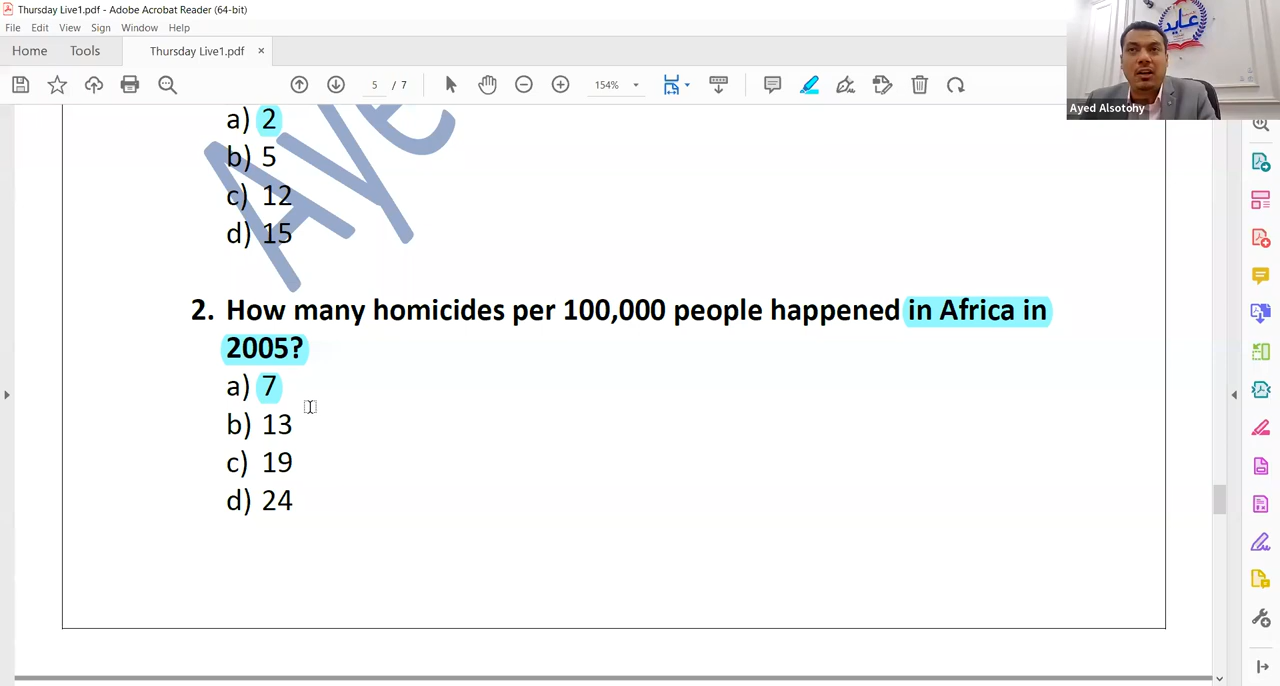 Thursday Live1.pdf - Adobe Acrobat Reader (64-bit)
File Edit View Sign Window Help
Home Tools Thursday Live1.pdf ×
5 / 7 154%
عايد
Ayed Alsotohy
Aye
a) 2
b) 5
c) 12
d) 15
2. How many homicides per 100,000 people happened in Africa in
2005?
a) 7
b) 13
c) 19
d) 24